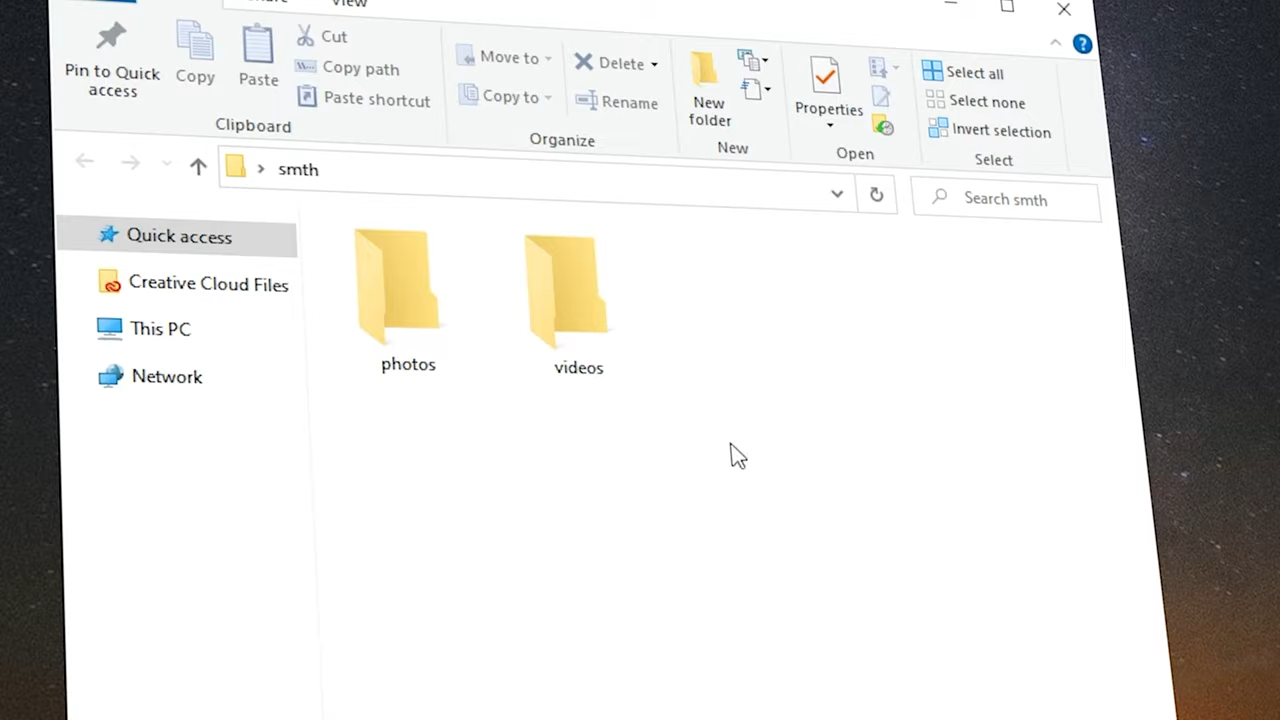 View
Pin to Quick access
Copy
Paste
Cut
Copy path
Paste shortcut
Clipboard
Move to
Copy to
Delete
Rename
Organize
New folder
New
Properties
Open
Select all
Select none
Invert selection
Select
smth
Search smth
Quick access
Creative Cloud Files
This PC
Network
photos
videos